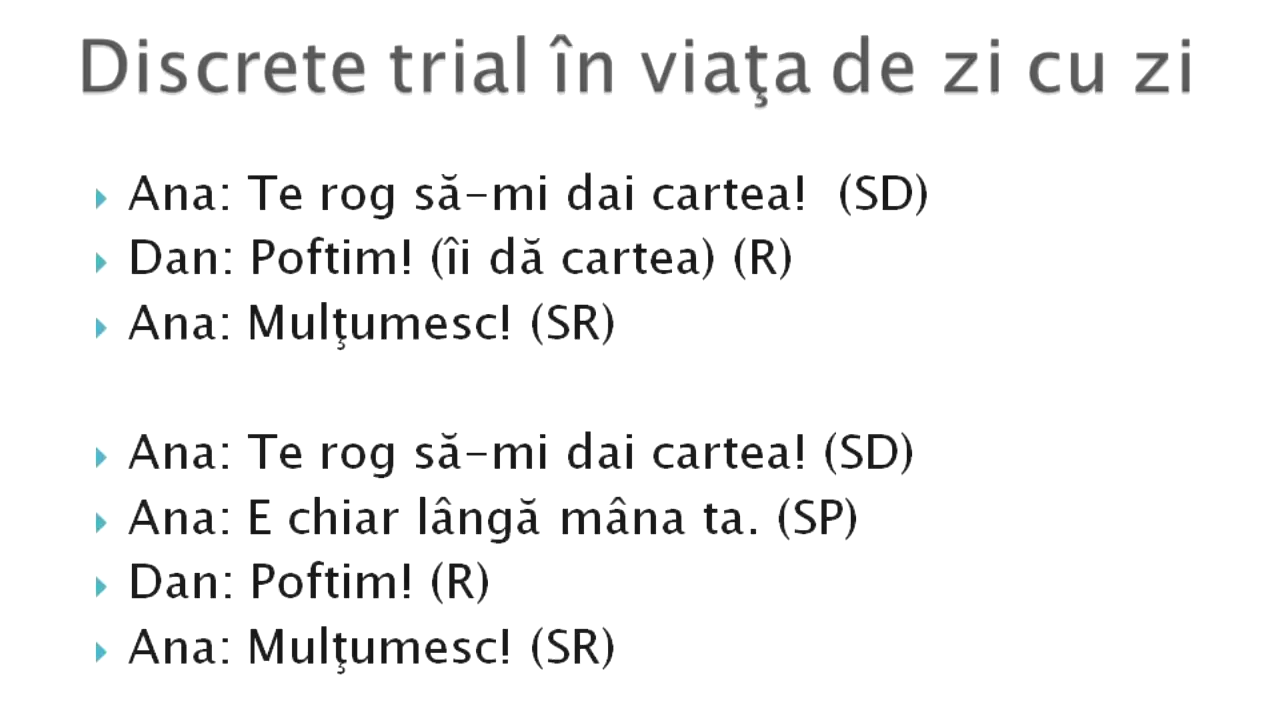 Discrete trial în viaţa de zi cu zi
Ana: Te rog să-mi dai cartea! (SD)
Dan: Poftim! (îi dă cartea) (R)
Ana: Mulţumesc! (SR)
Ana: Te rog să-mi dai cartea! (SD)
Ana: E chiar lângă mâna ta. (SP)
Dan: Poftim! (R)
Ana: Mulţumesc! (SR)